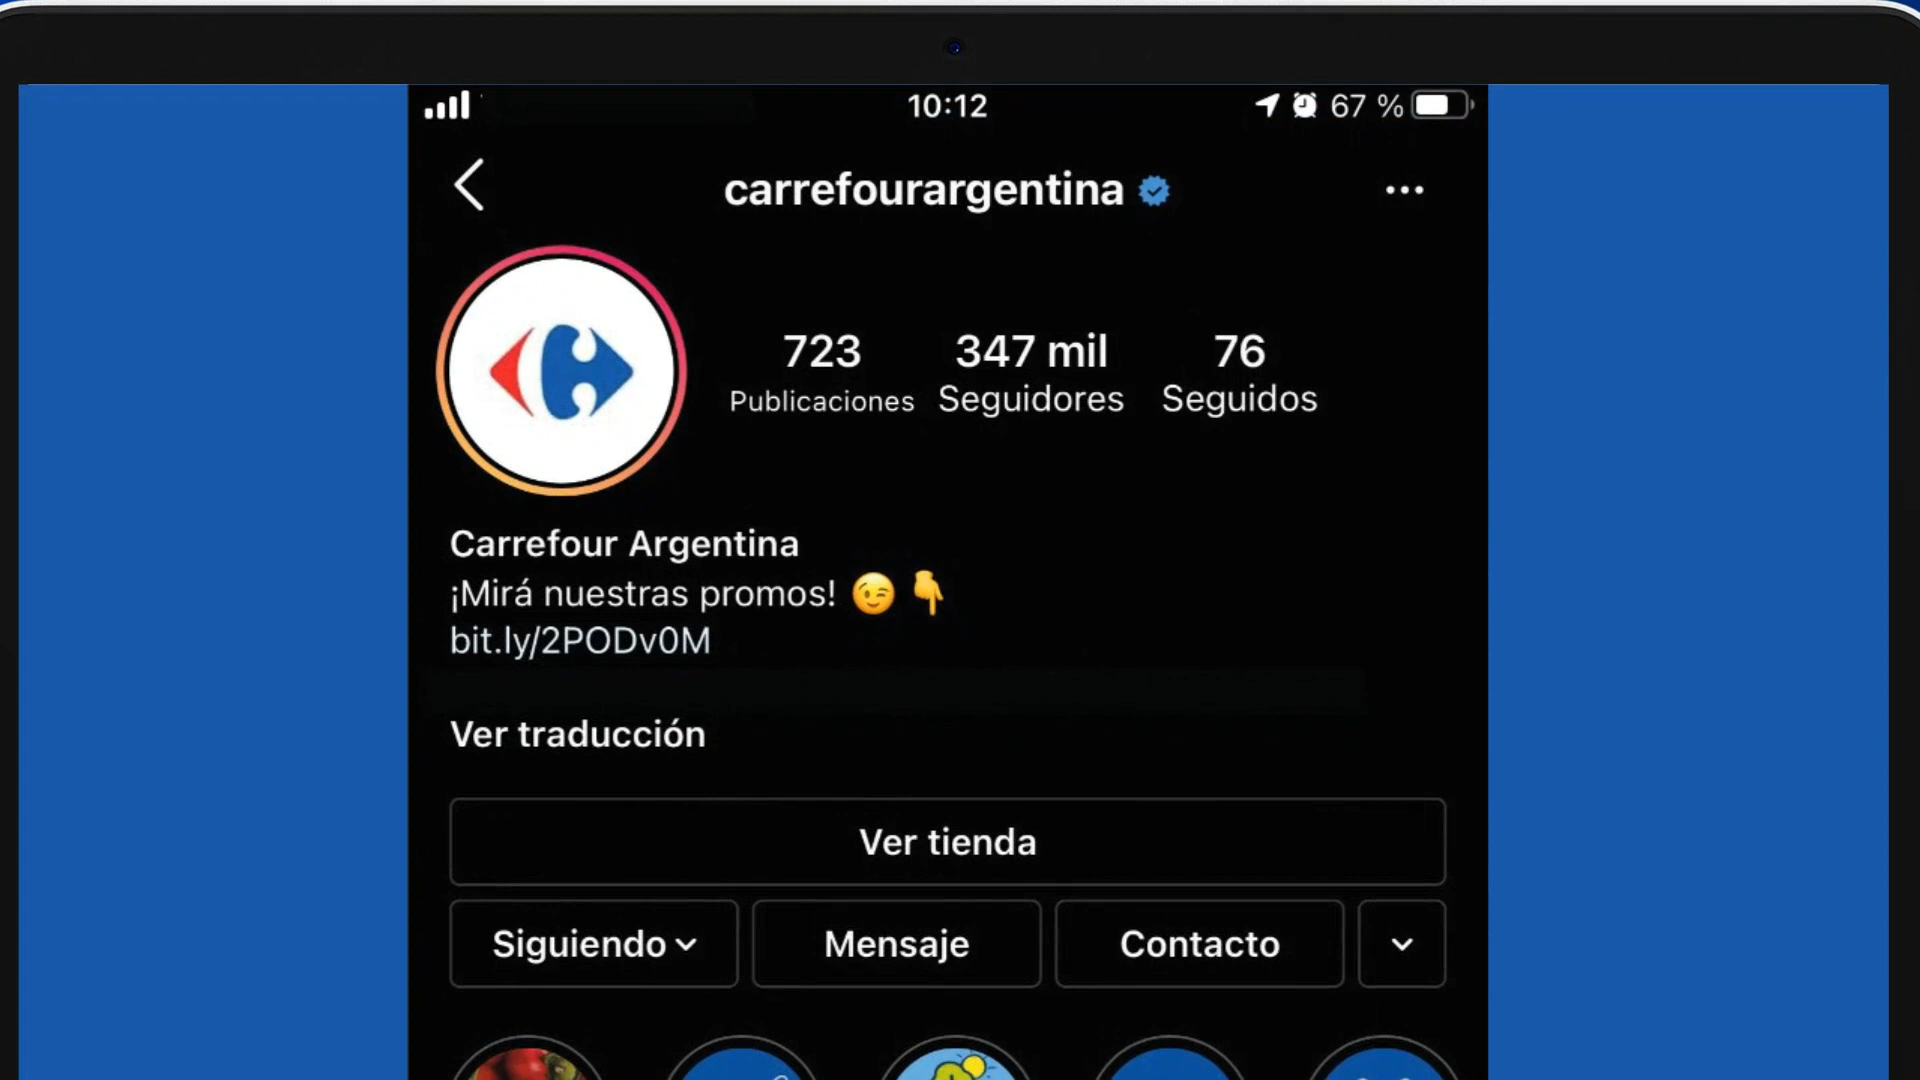 10:12
67 %
carrefourargentina
723
Publicaciones
347 mil
Seguidores
76
Seguidos
Carrefour Argentina
¡Mirá nuestras promos! 😉 👇
bit.ly/2PODv0M
Ver traducción
Ver tienda
Siguiendo
Mensaje
Contacto